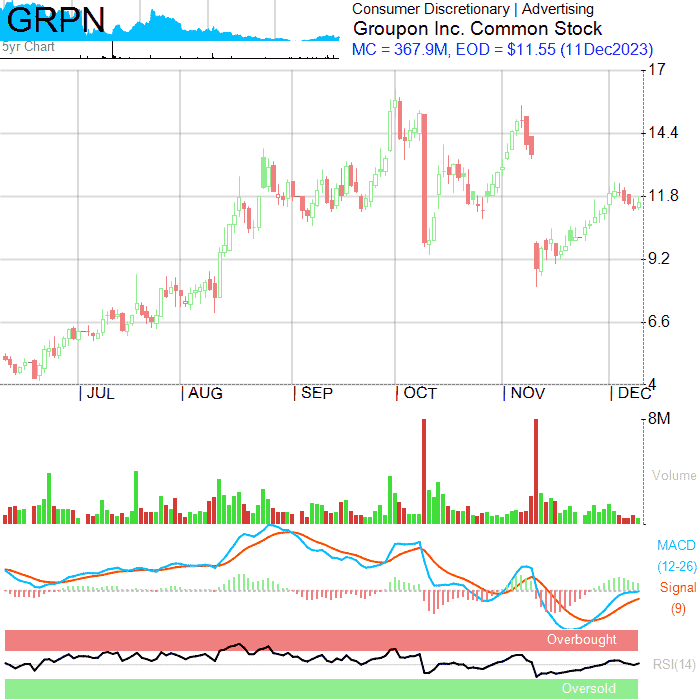 GRPN
5yr Chart
Consumer Discretionary | Advertising
Groupon Inc. Common Stock
MC = 367.9M, EOD = $11.55 (11Dec2023)
17
14.4
11.8
9.2
6.6
4
JUL AUG SEP OCT NOV DEC
8M
Volume
MACD
(12-26)
Signal
(9)
Overbought
RSI(14)
Oversold